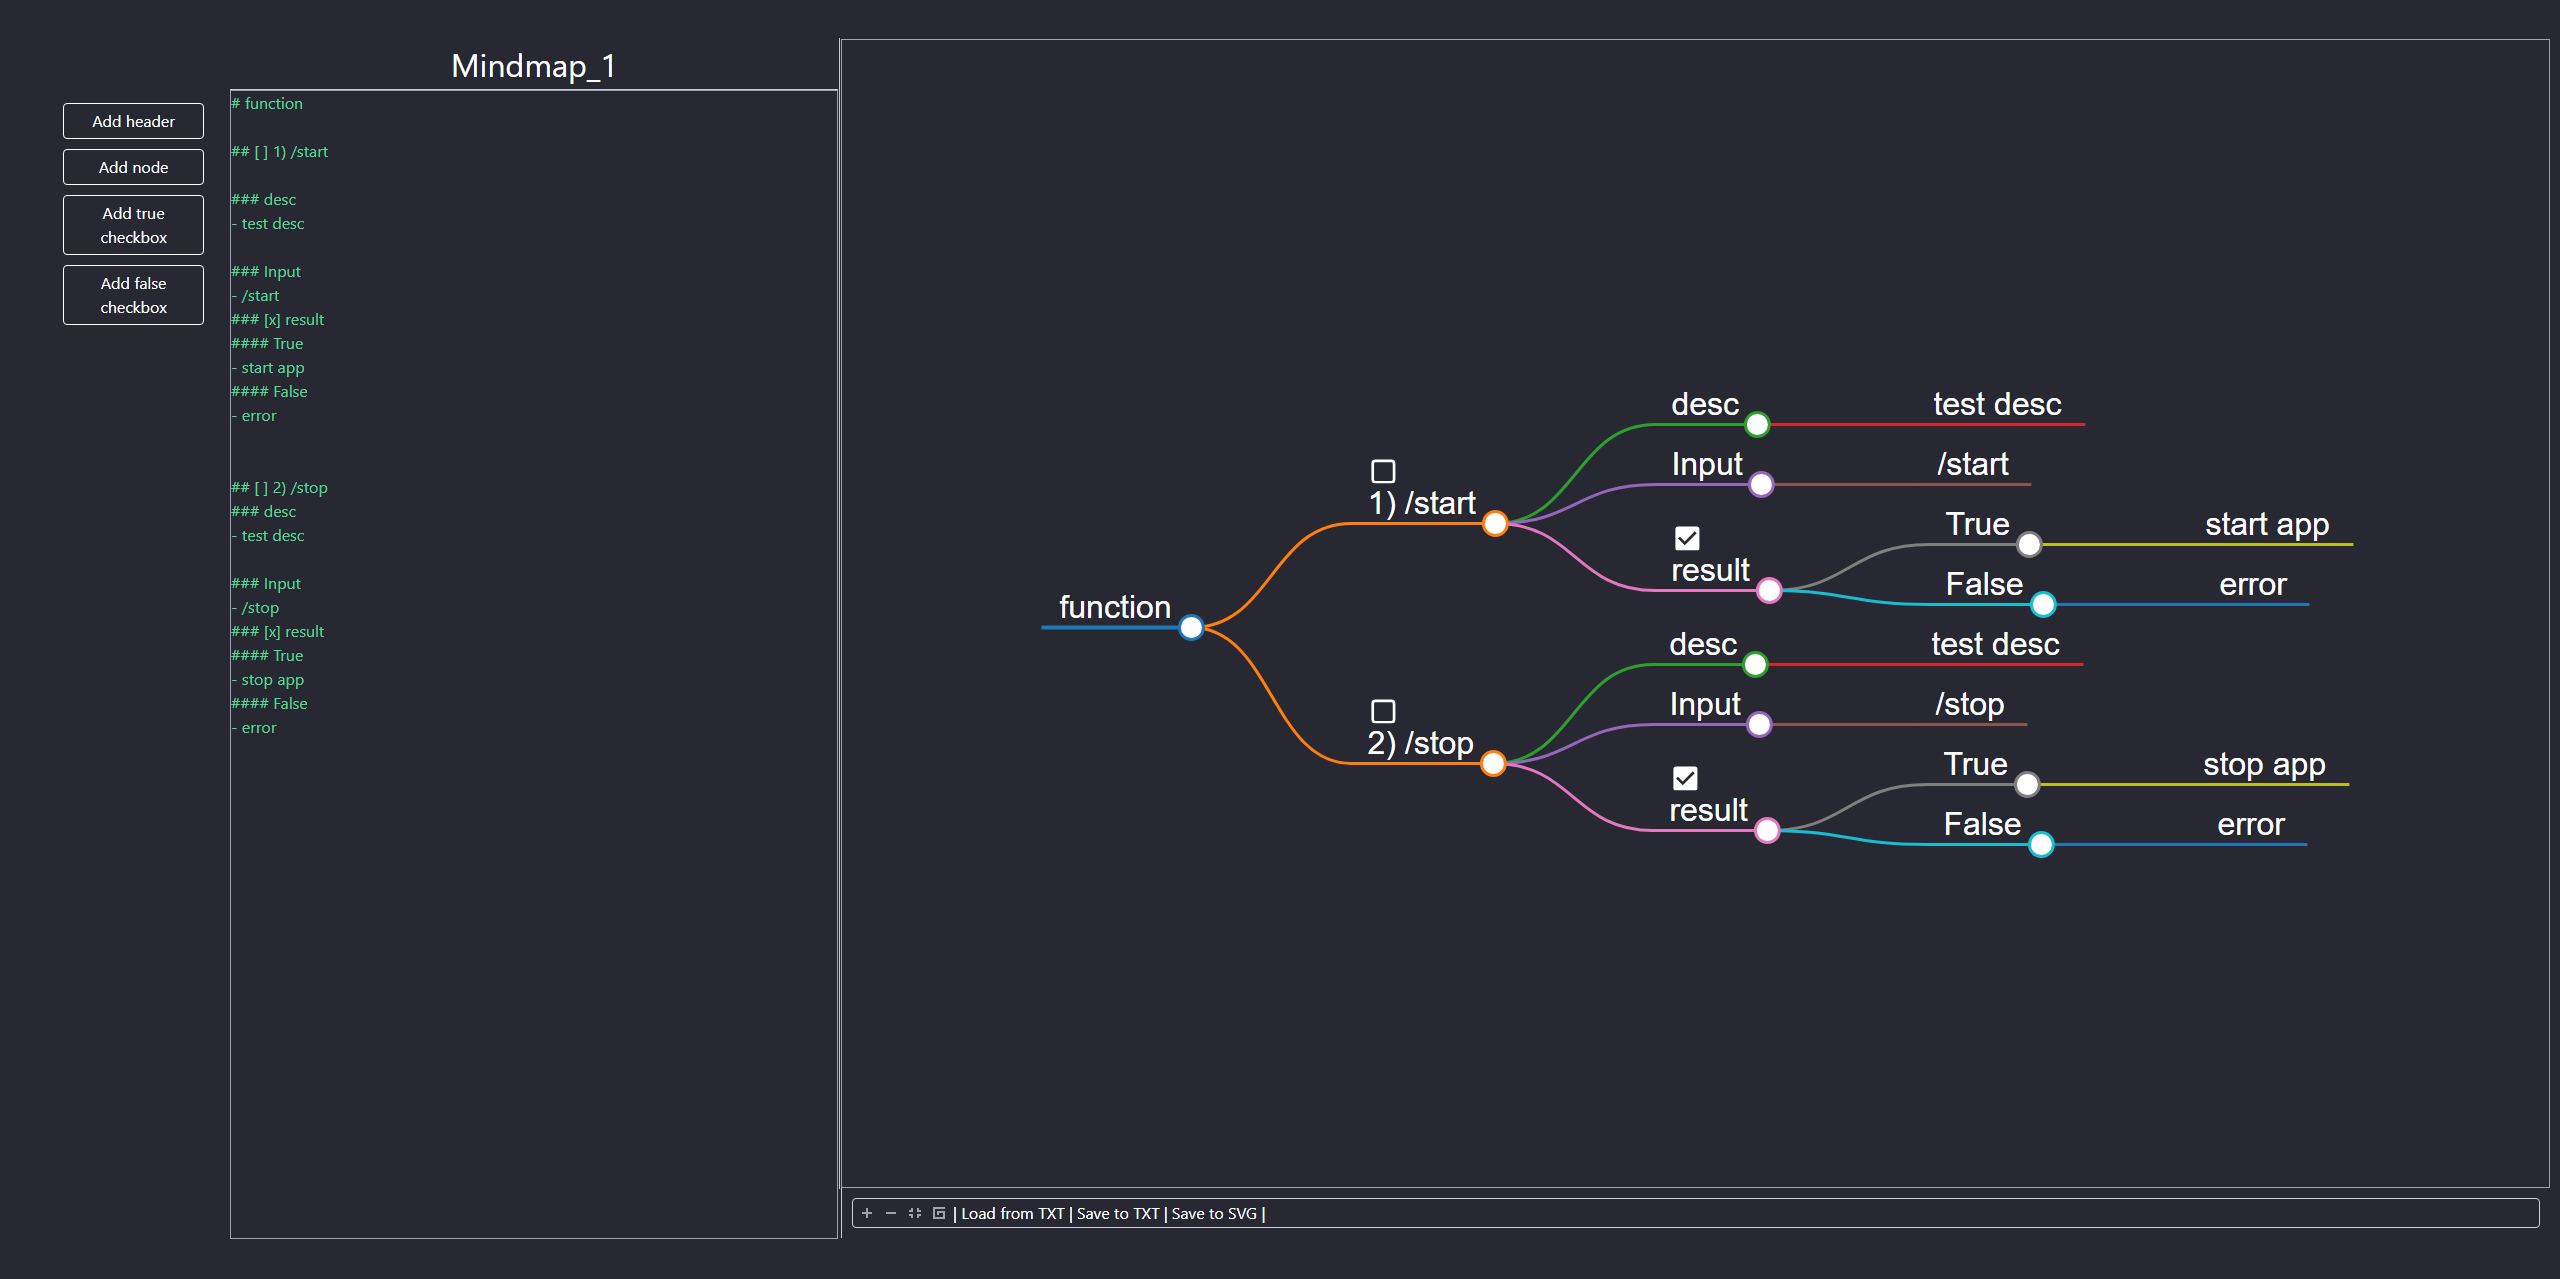 Mindmap_1
Add header
Add node
Add true
checkbox
Add false
checkbox
# function
## [ ] 1) /start
### desc
- test desc
### Input
- /start
### [x] result
#### True
- start app
#### False
- error
## [ ] 2) /stop
### desc
- test desc
### Input
- /stop
### [x] result
#### True
- stop app
#### False
- error
function
1) /start
desc
test desc
Input
/start
result
True
start app
False
error
2) /stop
desc
test desc
Input
/stop
result
True
stop app
False
error
| Load from TXT | Save to TXT | Save to SVG |